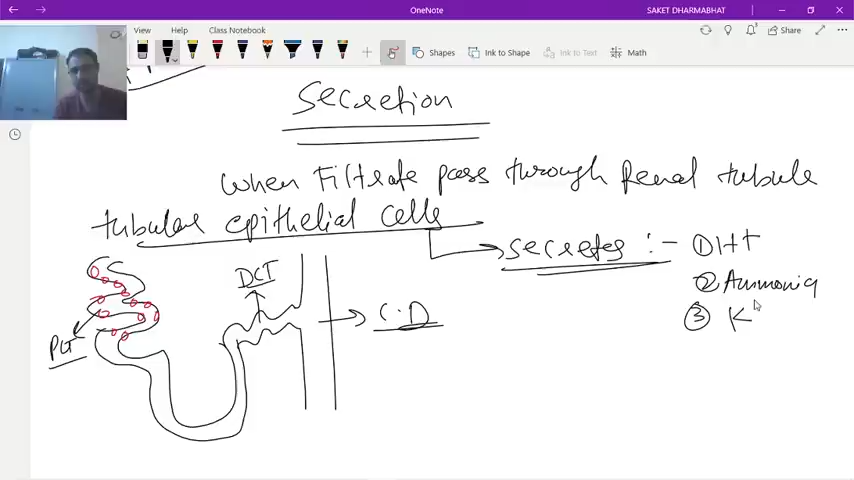 OneNote
SAKET DHARMABHAT
View Help Class Notebook
Share
Shapes Ink to Shape Ink to Text Math
Secretion
When Filtrate pass through Renal tubule
tubular epithelial cells
secretes :- ① H+
② Ammonia
③ K
DCT
PCT
C.D